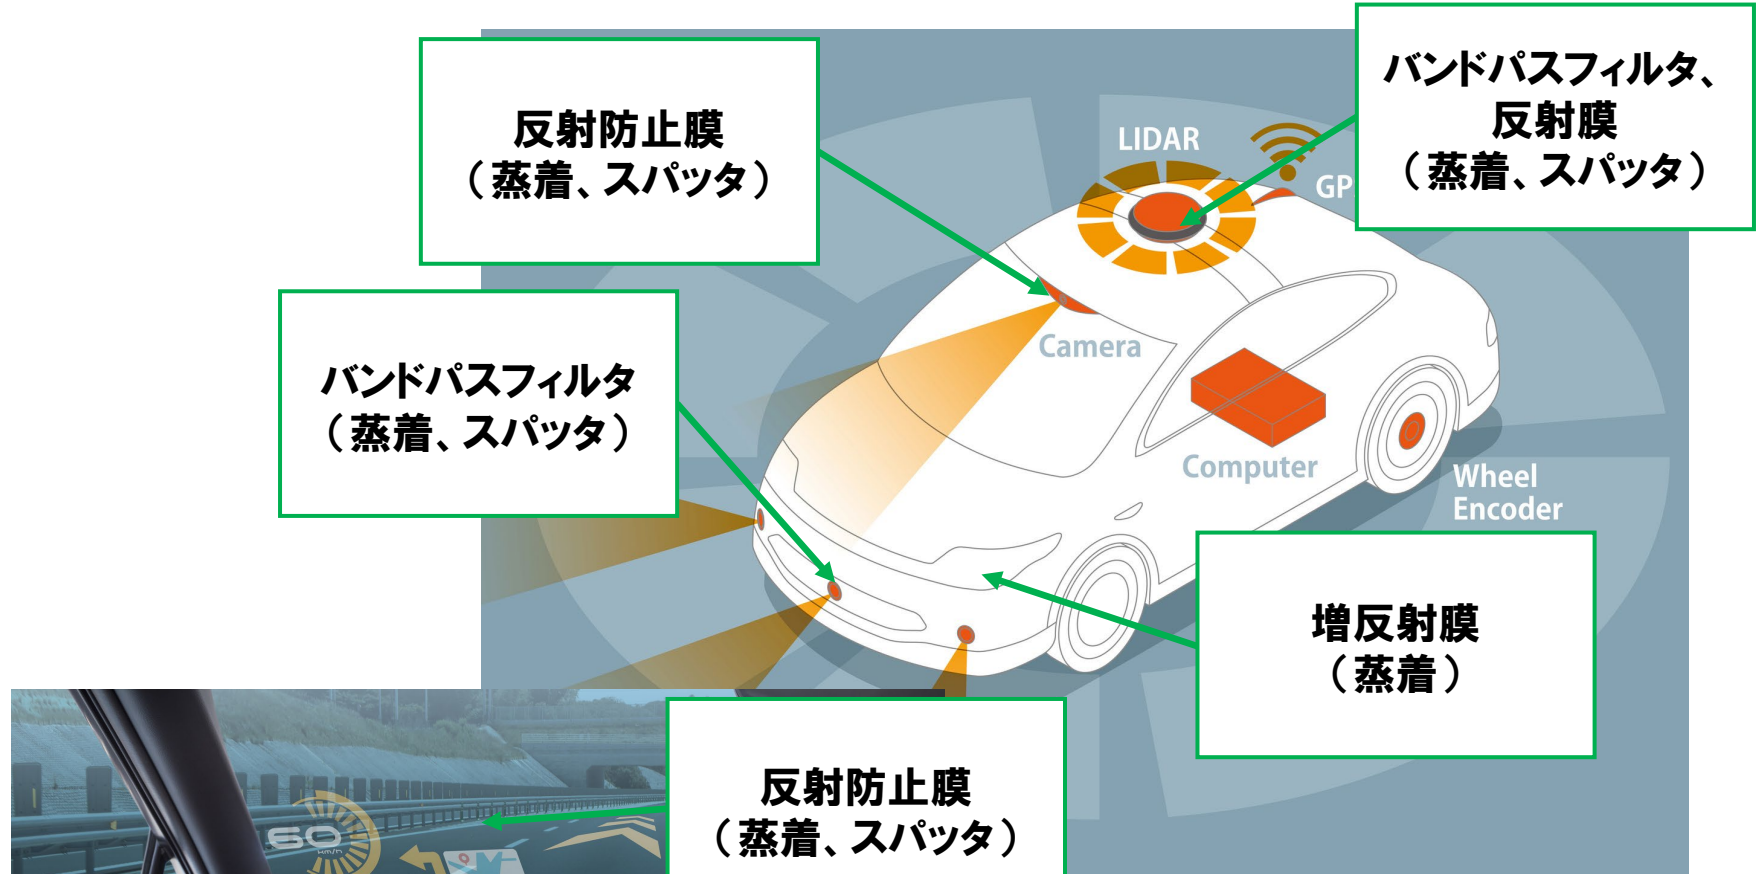 反射防止膜
（蒸着、スパッタ）
バンドパスフィルタ、
反射膜
（蒸着、スパッタ）
LIDAR
GP
バンドパスフィルタ
（蒸着、スパッタ）
Camera
Computer
Wheel
Encoder
増反射膜
（蒸着）
反射防止膜
（蒸着、スパッタ）
60
km/h